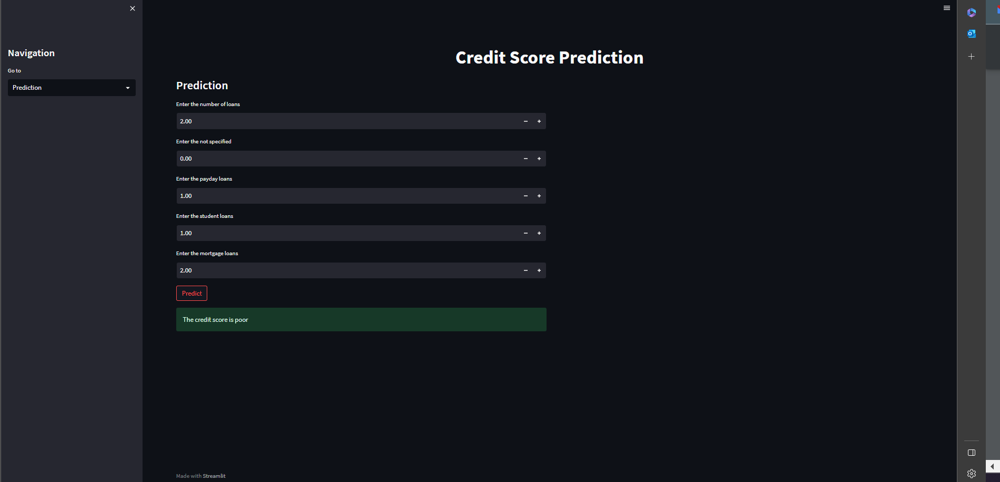 Navigation
Go to
Prediction
Credit Score Prediction
Prediction
Enter the number of loans
2.00
Enter the not specified
0.00
Enter the payday loans
1.00
Enter the student loans
1.00
Enter the mortgage loans
2.00
Predict
The credit score is poor
Made with Streamlit